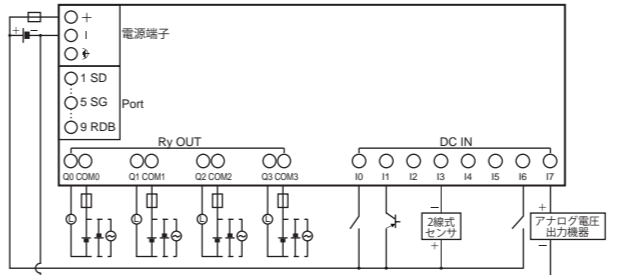 +
+ −
−
電源端子
1 SD
5 SG
Port
9 RDB
Ry OUT
DC IN
Q0 COM0
Q1 COM1
Q2 COM2
Q3 COM3
I0
I1
I2
I3
I4
I5
I6
I7
L
L
L
L
−
2線式
センサ
+
+
アナログ電圧
出力機器
−